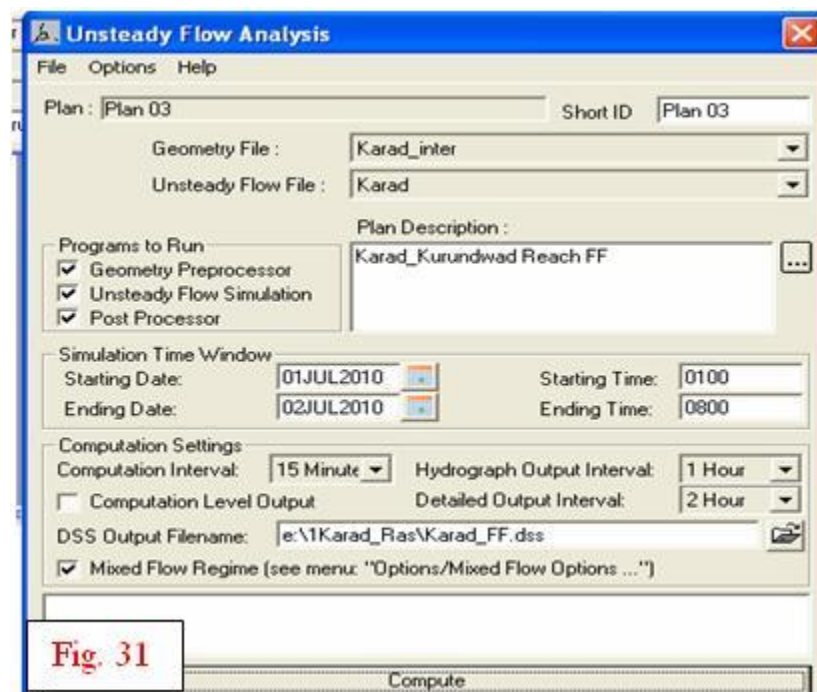 Unsteady Flow Analysis
File Options Help
Plan : Plan 03 Short ID Plan 03
Geometry File : Karad_inter
Unsteady Flow File : Karad
Plan Description :
Karad_Kurundwad Reach FF ...
Programs to Run
Geometry Preprocessor
Unsteady Flow Simulation
Post Processor
Simulation Time Window
Starting Date: 01JUL2010 Starting Time: 0100
Ending Date: 02JUL2010 Ending Time: 0800
Computation Settings
Computation Interval: 15 Minute Hydrograph Output Interval: 1 Hour
Computation Level Output Detailed Output Interval: 2 Hour
DSS Output Filename: e:\1Karad_Ras\Karad_FF.dss
Mixed Flow Regime (see menu: "Options/Mixed Flow Options ...")
Fig. 31
Compute